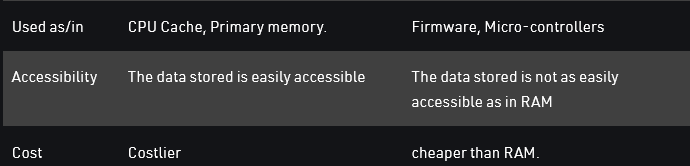 Used as/in CPU Cache, Primary memory. Firmware, Micro-controllers
Accessibility The data stored is easily accessible The data stored is not as easily
accessible as in RAM
Cost Costlier cheaper than RAM.